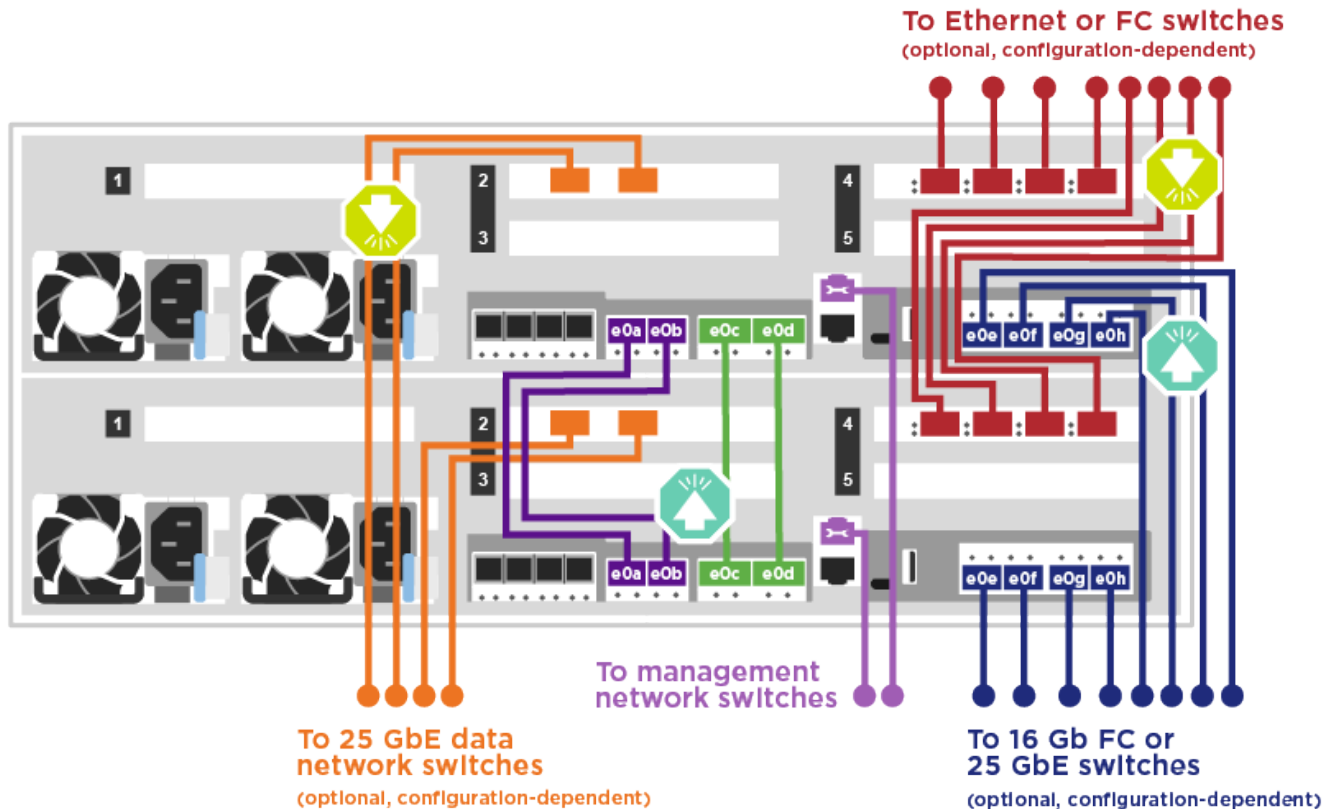 To Ethernet or FC switches
(optional, configuration-dependent)
1
2
4
3
5
e0a e0b e0c e0d
e0e e0f e0g e0h
1
2
4
3
5
e0a e0b e0c e0d
e0e e0f e0g e0h
To management
network switches
To 25 GbE data
network switches
(optional, configuration-dependent)
To 16 Gb FC or
25 GbE switches
(optional, configuration-dependent)